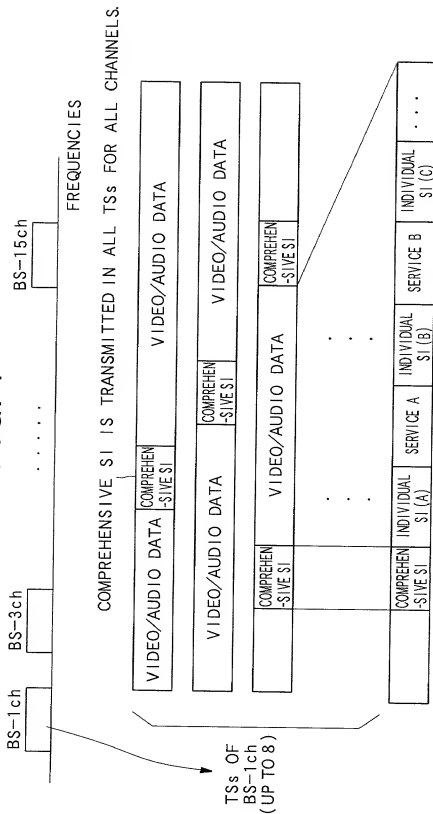 BS-1ch
BS-3ch
. . . . .
BS-15ch
FREQUENCIES
COMPREHENSIVE SI IS TRANSMITTED IN ALL TSs FOR ALL CHANNELS.
TSs OF
BS-1ch
(UP TO 8)
VIDEO/AUDIO DATA
COMPREHEN
-SIVE SI
VIDEO/AUDIO DATA
VIDEO/AUDIO DATA
COMPREHEN
-SIVE SI
VIDEO/AUDIO DATA
COMPREHEN
-SIVE SI
VIDEO/AUDIO DATA
COMPREHEN
-SIVE SI
. . .
. . .
COMPREHEN
-SIVE SI
INDIVIDUAL
SI (A)
SERVICE A
INDIVIDUAL
SI (B)
SERVICE B
INDIVIDUAL
SI (C)
. . .